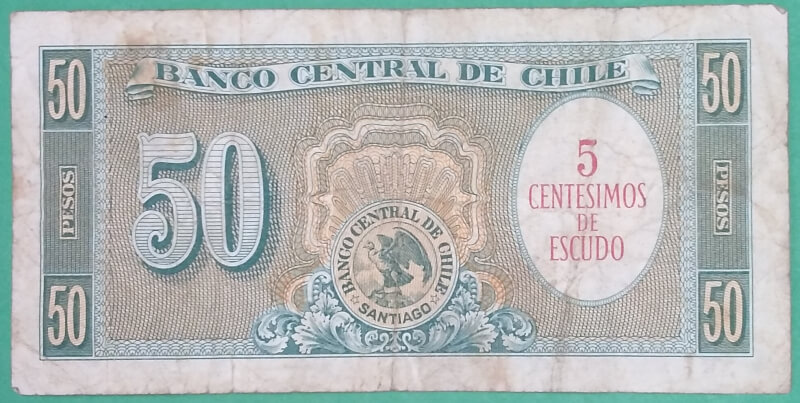 BANCO CENTRAL DE CHILE
50
50
PESOS
PESOS
50
5
CENTESIMOS
DE
ESCUDO
BANCO CENTRAL DE CHILE
SANTIAGO
50
50